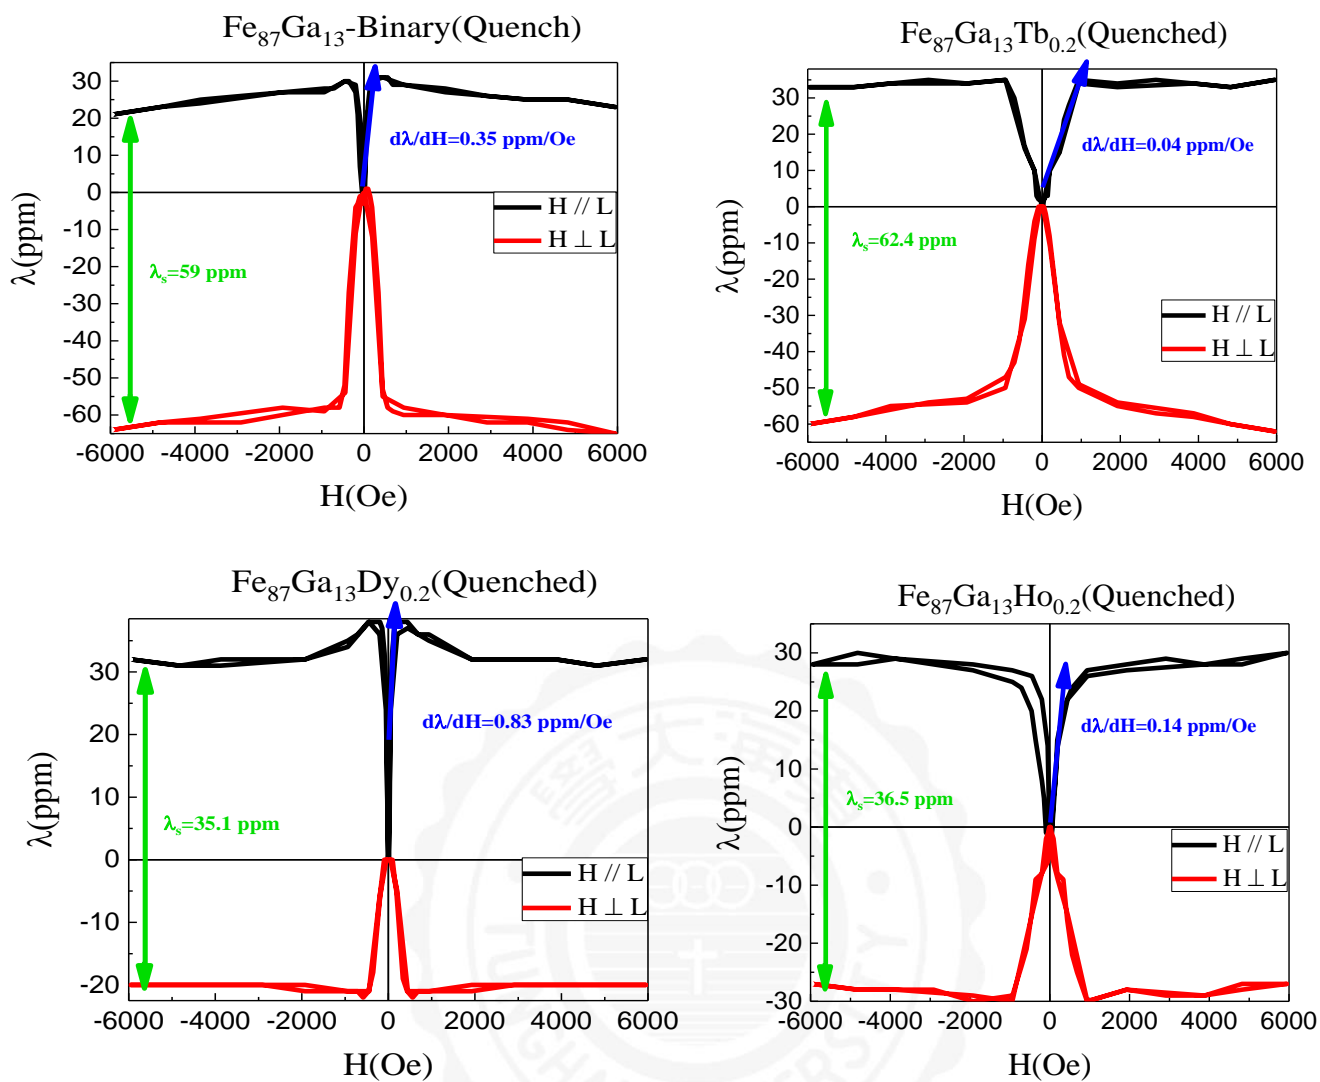 Fe87Ga13-Binary(Quench)
30
20
10
0
-10
-20
-30
-40
-50
-60
λ(ppm)
dλ/dH=0.35 ppm/Oe
λs=59 ppm
H // L
H ⊥ L
-6000 -4000 -2000 0 2000 4000 6000
H(Oe)
Fe87Ga13Tb0.2(Quenched)
30
20
10
0
-10
-20
-30
-40
-50
-60
λ(ppm)
dλ/dH=0.04 ppm/Oe
λs=62.4 ppm
H // L
H ⊥ L
-6000 -4000 -2000 0 2000 4000 6000
H(Oe)
Fe87Ga13Dy0.2(Quenched)
30
20
10
0
-10
-20
λ(ppm)
dλ/dH=0.83 ppm/Oe
λs=35.1 ppm
H // L
H ⊥ L
-6000 -4000 -2000 0 2000 4000 6000
H(Oe)
Fe87Ga13Ho0.2(Quenched)
30
20
10
0
-10
-20
-30
λ(ppm)
dλ/dH=0.14 ppm/Oe
λs=36.5 ppm
H // L
H ⊥ L
-6000 -4000 -2000 0 2000 4000 6000
H(Oe)